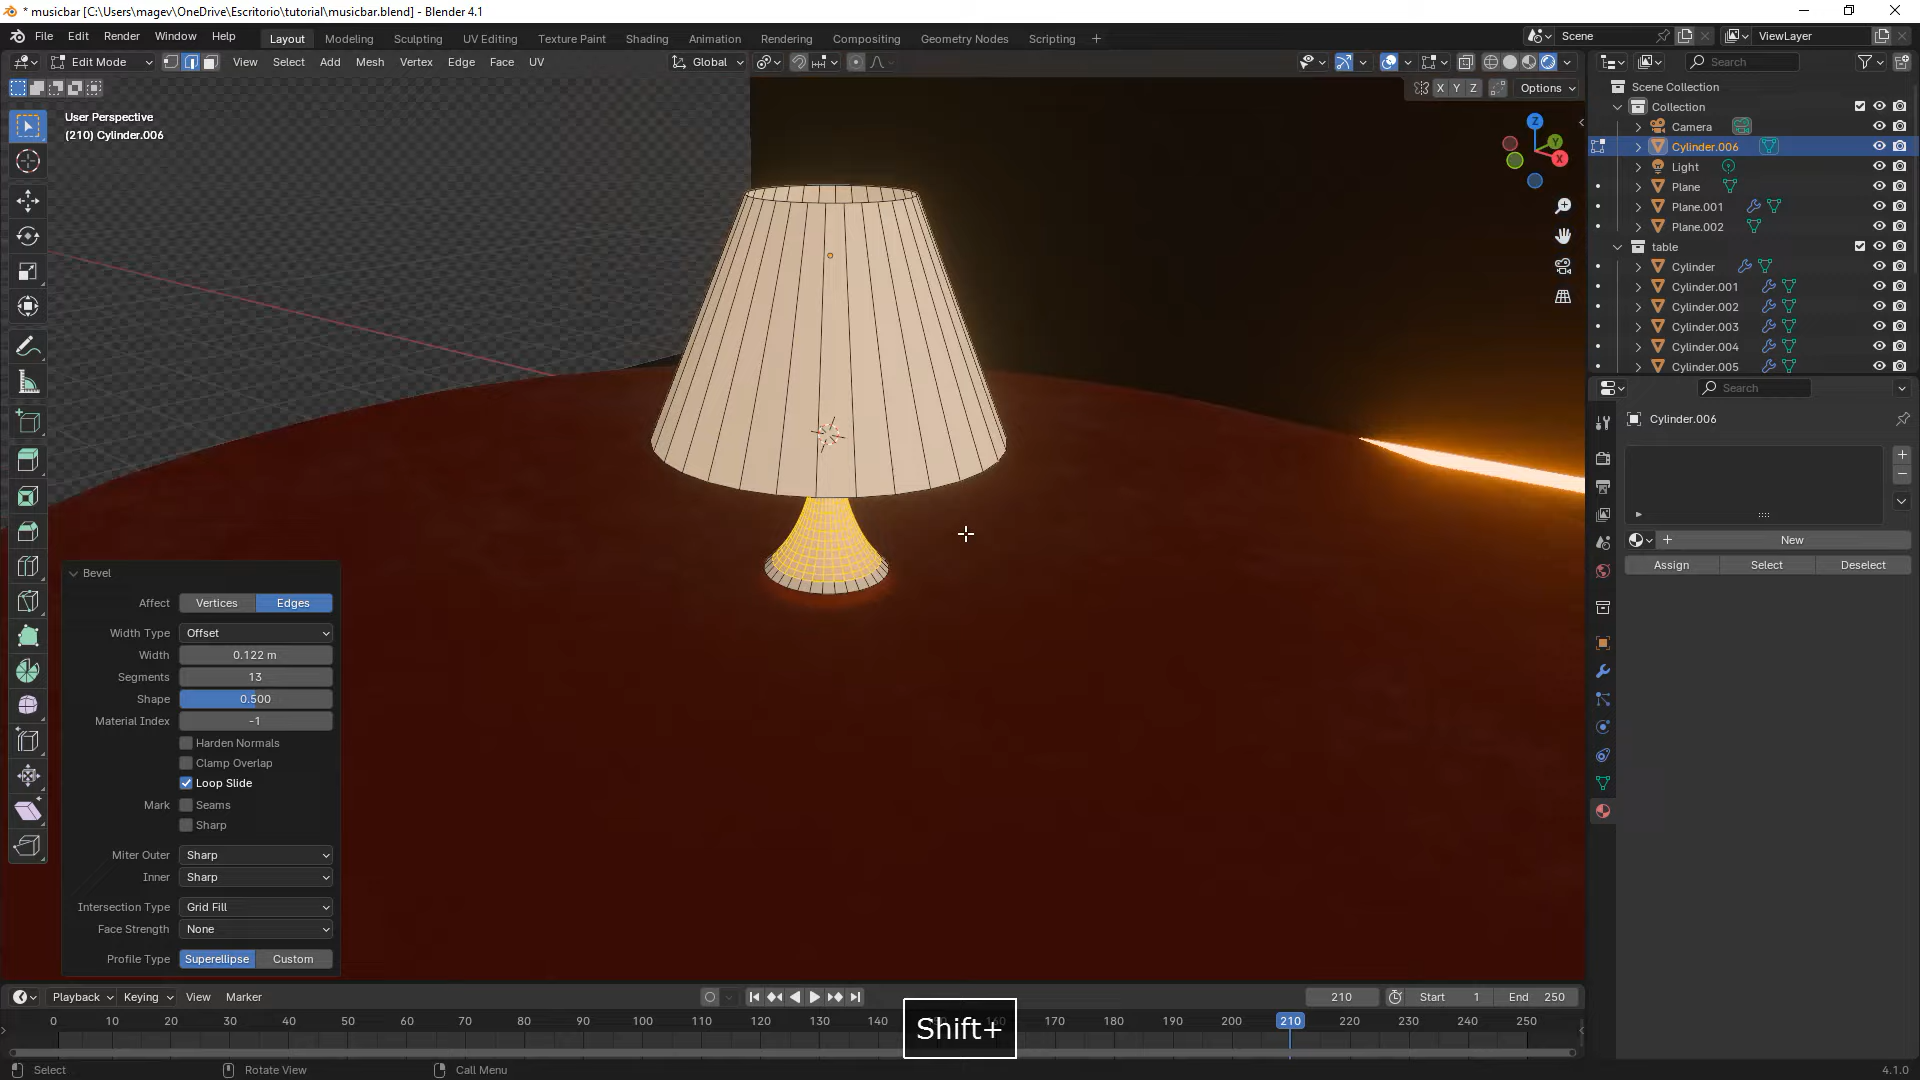 * musicbar [C:\Users\magev\OneDrive\Escritorio\tutorial\musicbar.blend] - Blender 4.1
File Edit Render Window Help Layout Modeling Sculpting UV Editing Texture Paint Shading Animation Rendering Compositing Geometry Nodes Scripting + Scene ViewLayer
Edit Mode View Select Add Mesh Vertex Edge Face UV Global Search
X Y Z Options
User Perspective
(210) Cylinder.006
Z
Y
X
Scene Collection
Collection
Camera
Cylinder.006
Light
Plane
Plane.001
Plane.002
table
Cylinder
Cylinder.001
Cylinder.002
Cylinder.003
Cylinder.004
Cylinder.005
Search
Cylinder.006
New
Assign Select Deselect
Bevel
Affect Vertices Edges
Width Type Offset
Width 0.122 m
Segments 13
Shape 0.500
Material Index -1
Harden Normals
Clamp Overlap
Loop Slide
Mark Seams
Sharp
Miter Outer Sharp
Inner Sharp
Intersection Type Grid Fill
Face Strength None
Profile Type Superellipse Custom
Playback Keying View Marker 210 Start 1 End 250
0 10 20 30 40 50 60 70 80 90 100 110 120 130 140 170 180 190 200 210 220 230 240 250
Shift+
Select Rotate View Call Menu 4.1.0